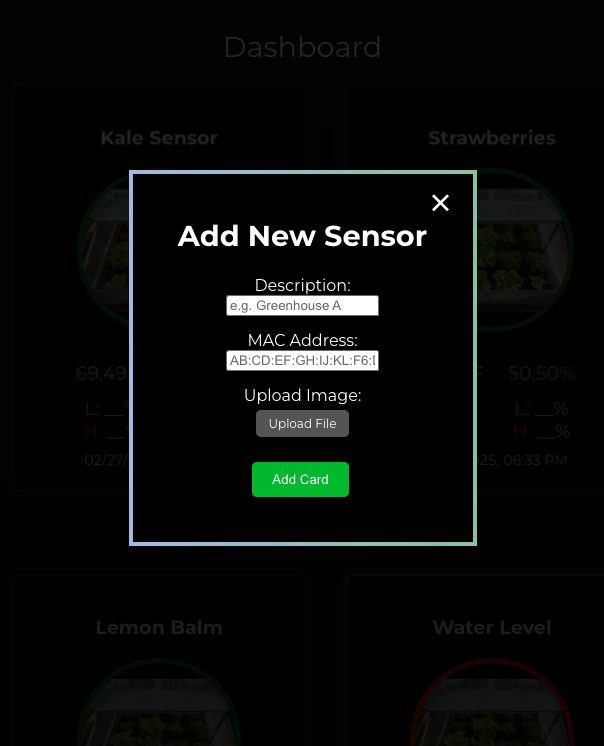 Dashboard
Kale Sensor
Strawberries
×
Add New Sensor
Description:
e.g. Greenhouse A
MAC Address:
AB:CD:EF:GH:IJ:KL:F6:I
Upload Image:
Upload File
Add Card
69.49
F 50.50%
L: __%
H: __
L: __%
H: __%
02/27/
25, 06:33 PM
Lemon Balm
Water Level